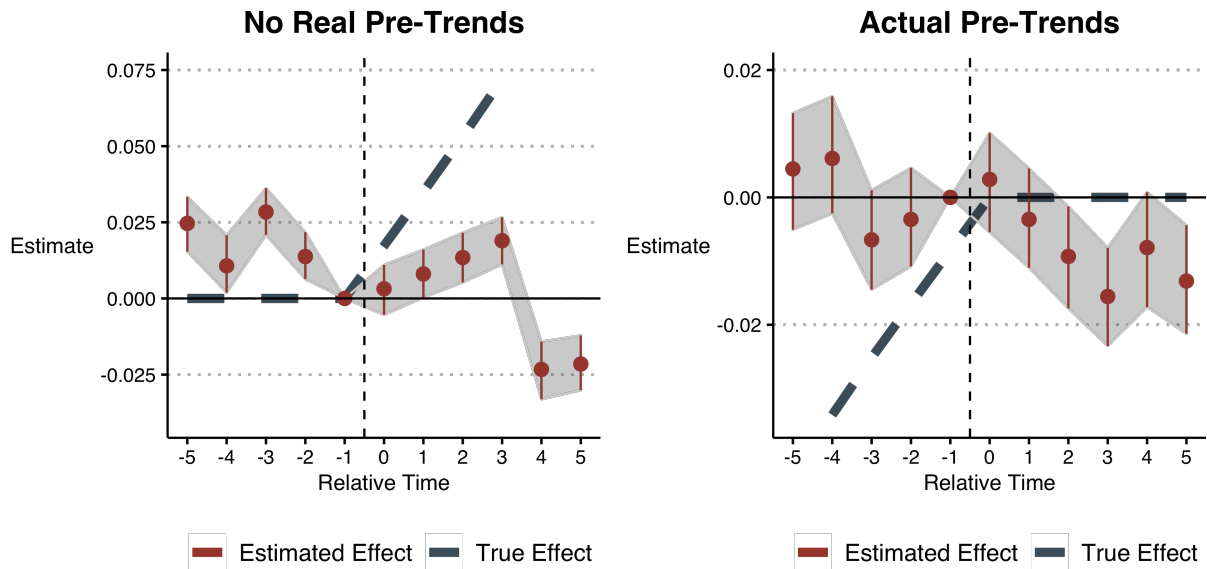 No Real Pre-Trends
0.075
0.050
0.025
0.000
-0.025
Estimate
-5 -4 -3 -2 -1 0 1 2 3 4 5
Relative Time
Estimated Effect True Effect
Actual Pre-Trends
0.02
0.00
-0.02
Estimate
-5 -4 -3 -2 -1 0 1 2 3 4 5
Relative Time
Estimated Effect True Effect